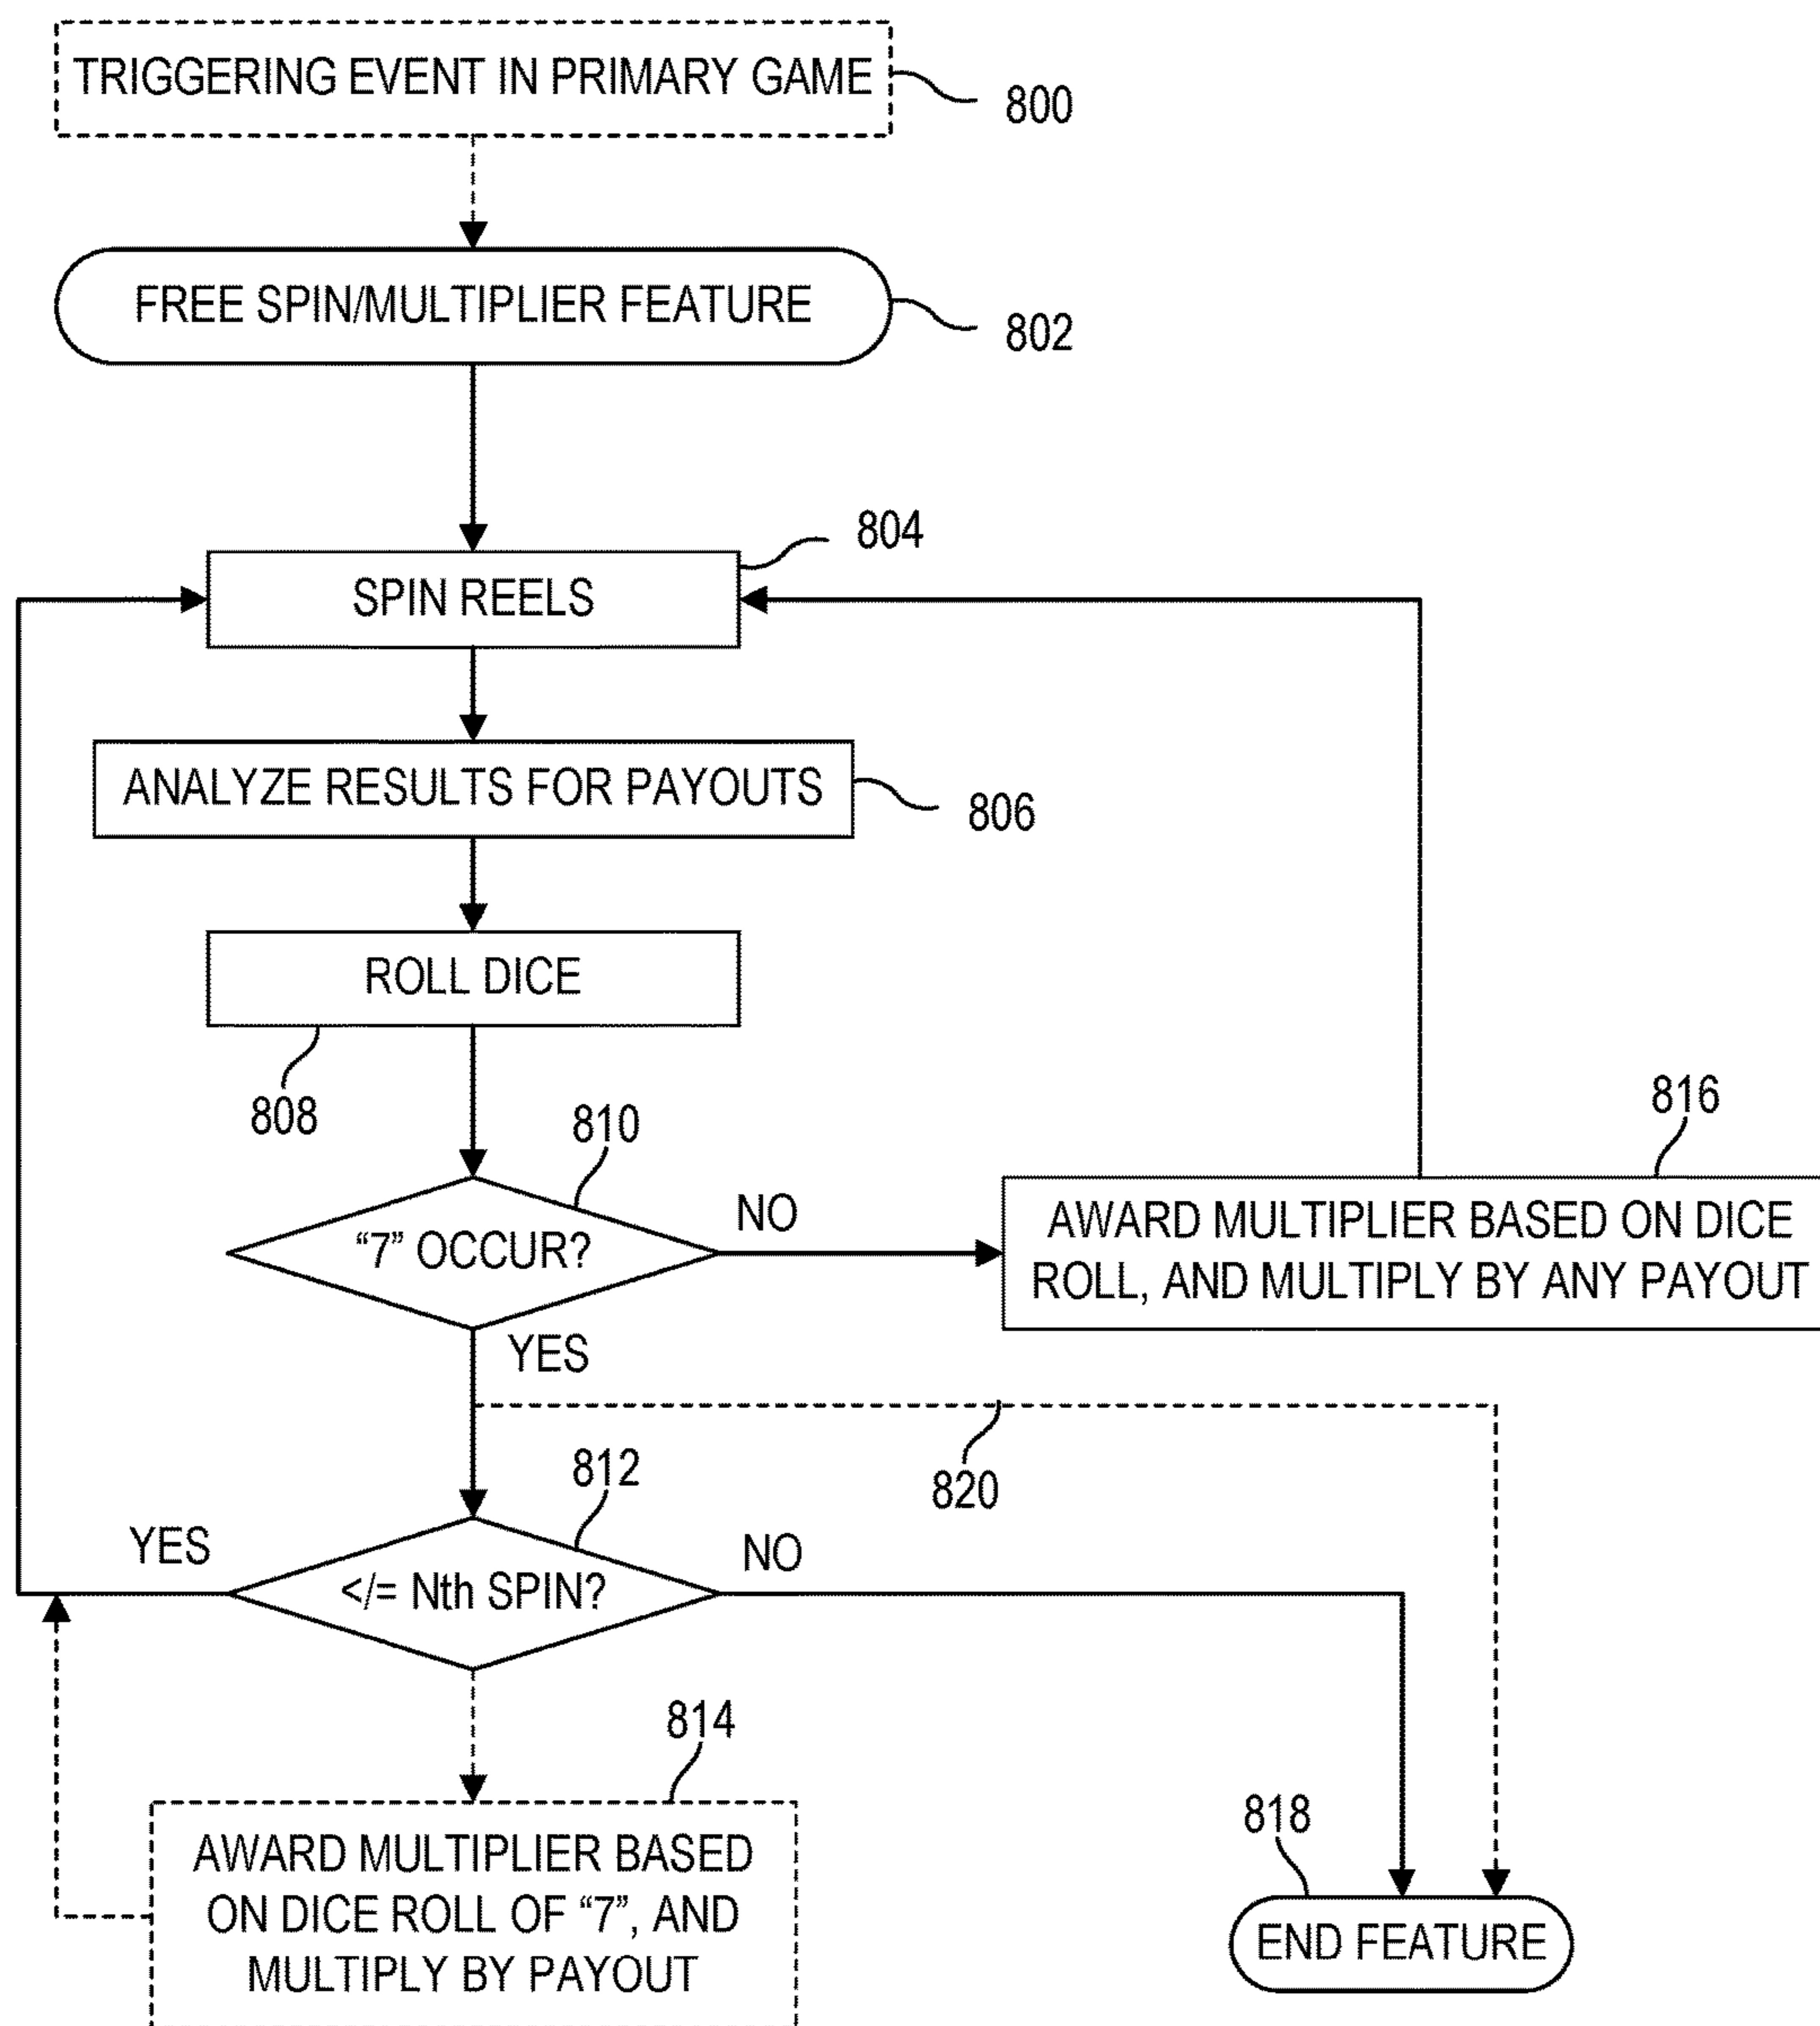 TRIGGERING EVENT IN PRIMARY GAME
800
FREE SPIN/MULTIPLIER FEATURE
802
804
SPIN REELS
ANALYZE RESULTS FOR PAYOUTS
806
ROLL DICE
808
810
“7” OCCUR?
NO
816
AWARD MULTIPLIER BASED ON DICE
ROLL, AND MULTIPLY BY ANY PAYOUT
YES
820
812
YES
</= Nth SPIN?
NO
814
AWARD MULTIPLIER BASED
ON DICE ROLL OF “7”, AND
MULTIPLY BY PAYOUT
818
END FEATURE